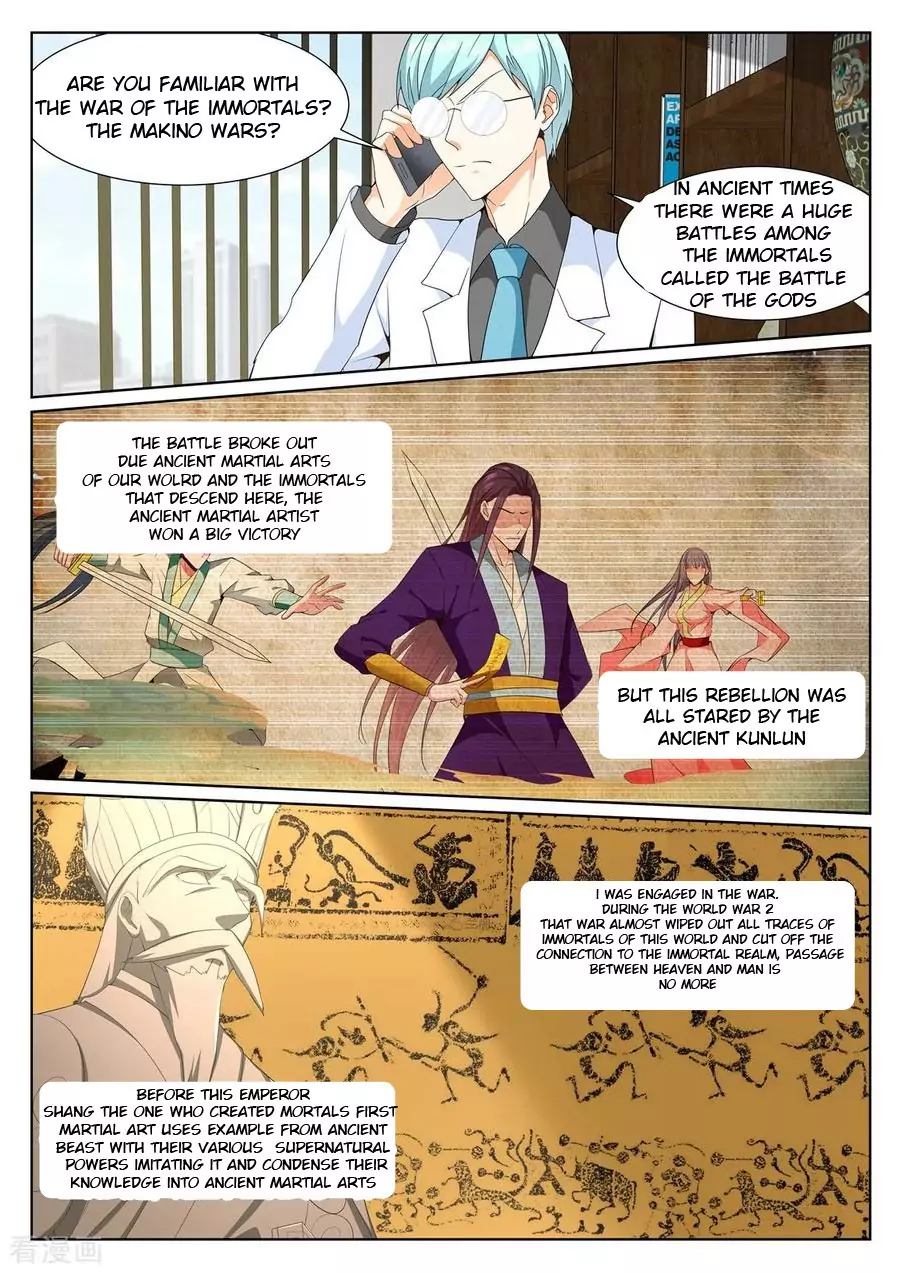 ARE YOU FAMILIAR WITH
THE WAR OF THE IMMORTALS?
THE MAKINO WARS?
EX
AF
DE
AS
AC
IN ANCIENT TIMES
THERE WERE A HUGE
BATTLES AMONG
THE IMMORTALS
CALLED THE BATTLE
OF THE GODS
THE BATTLE BROKE OUT
DUE ANCIENT MARTIAL ARTS
OF OUR WOLRD AND THE IMMORTALS
THAT DESCEND HERE, THE
ANCIENT MARTIAL ARTIST
WON A BIG VICTORY
BUT THIS REBELLION WAS
ALL STARED BY THE
ANCIENT KUNLUN
I WAS ENGAGED IN THE WAR.
DURING THE WORLD WAR 2
THAT WAR ALMOST WIPED OUT ALL TRACES OF
IMMORTALS OF THIS WORLD AND CUT OFF THE
CONNECTION TO THE IMMORTAL REALM, PASSAGE
BETWEEN HEAVEN AND MAN IS
NO MORE
BEFORE THIS EMPEROR
SHANG THE ONE WHO CREATED MORTALS FIRST
MARTIAL ART USES EXAMPLE FROM ANCIENT
BEAST WITH THEIR VARIOUS SUPERNATURAL
POWERS IMITATING IT AND CONDENSE THEIR
KNOWLEDGE INTO ANCIENT MARTIAL ARTS
看漫画